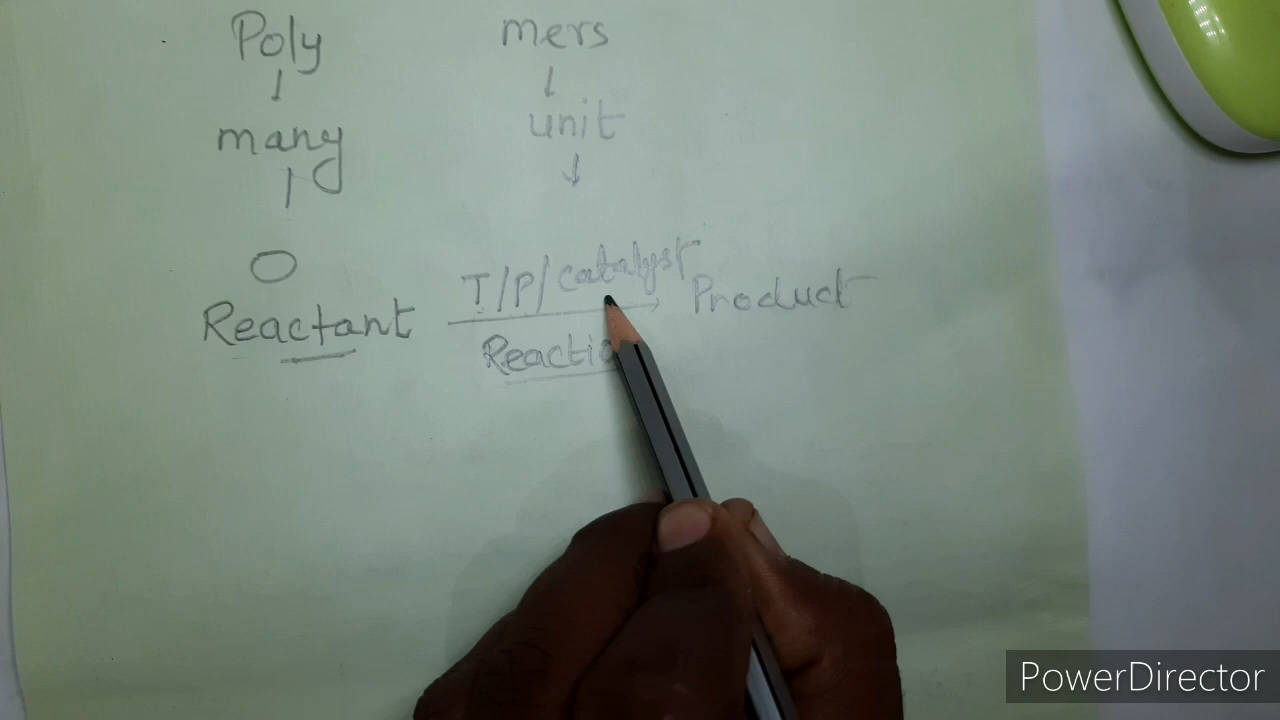 Poly mers
many unit
T/P/catalyst
Reactant Product
Reactio
PowerDirector